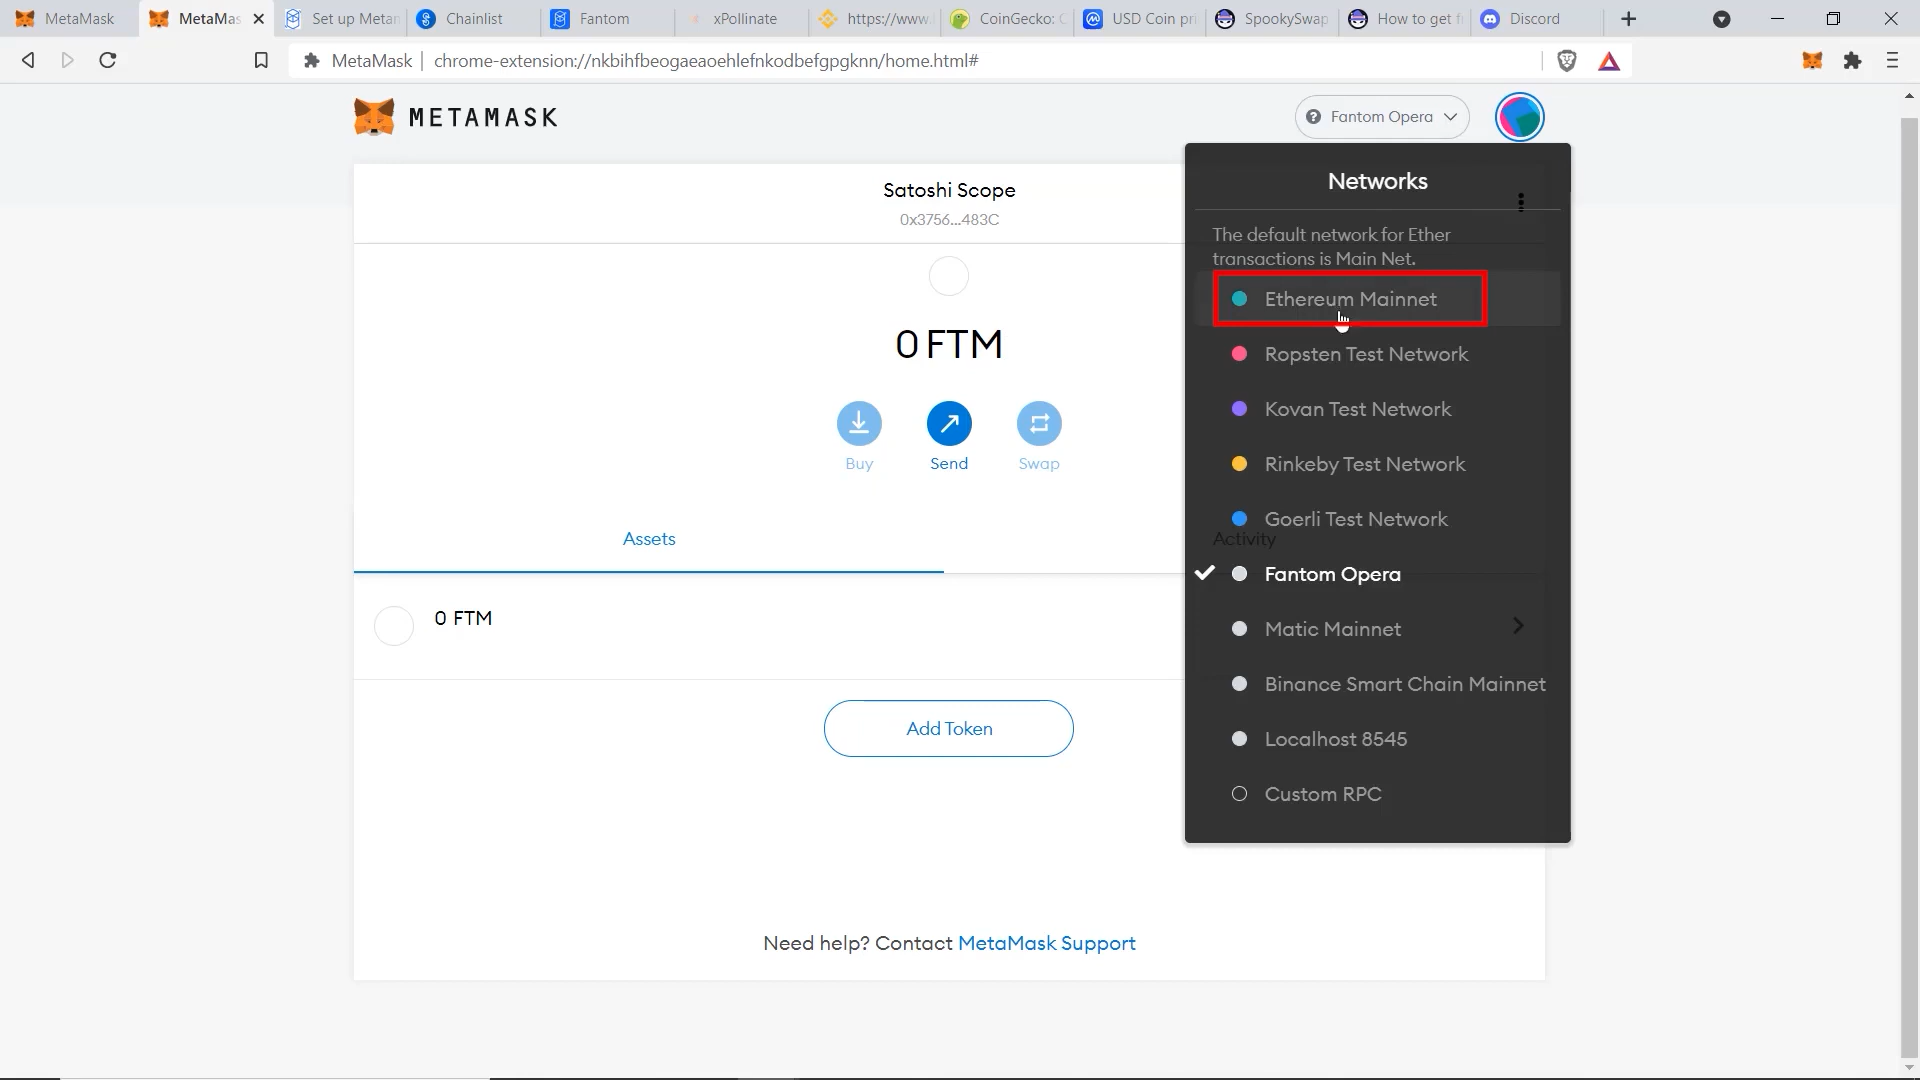 MetaMask
MetaMas
Set up Metan
Chainlist
Fantom
xPollinate
https://www.
CoinGecko: C
USD Coin pri
SpookySwap
How to get f
Discord
MetaMask | chrome-extension://nkbihfbeogaeaoehlefnkodbefgpgknn/home.html#
METAMASK
Fantom Opera
Satoshi Scope
0x3756...483C
0 FTM
Buy
Send
Swap
Assets
Activity
0 FTM
Add Token
Need help? Contact MetaMask Support
Networks
The default network for Ether
transactions is Main Net.
Ethereum Mainnet
Ropsten Test Network
Kovan Test Network
Rinkeby Test Network
Goerli Test Network
Fantom Opera
Matic Mainnet
Binance Smart Chain Mainnet
Localhost 8545
Custom RPC